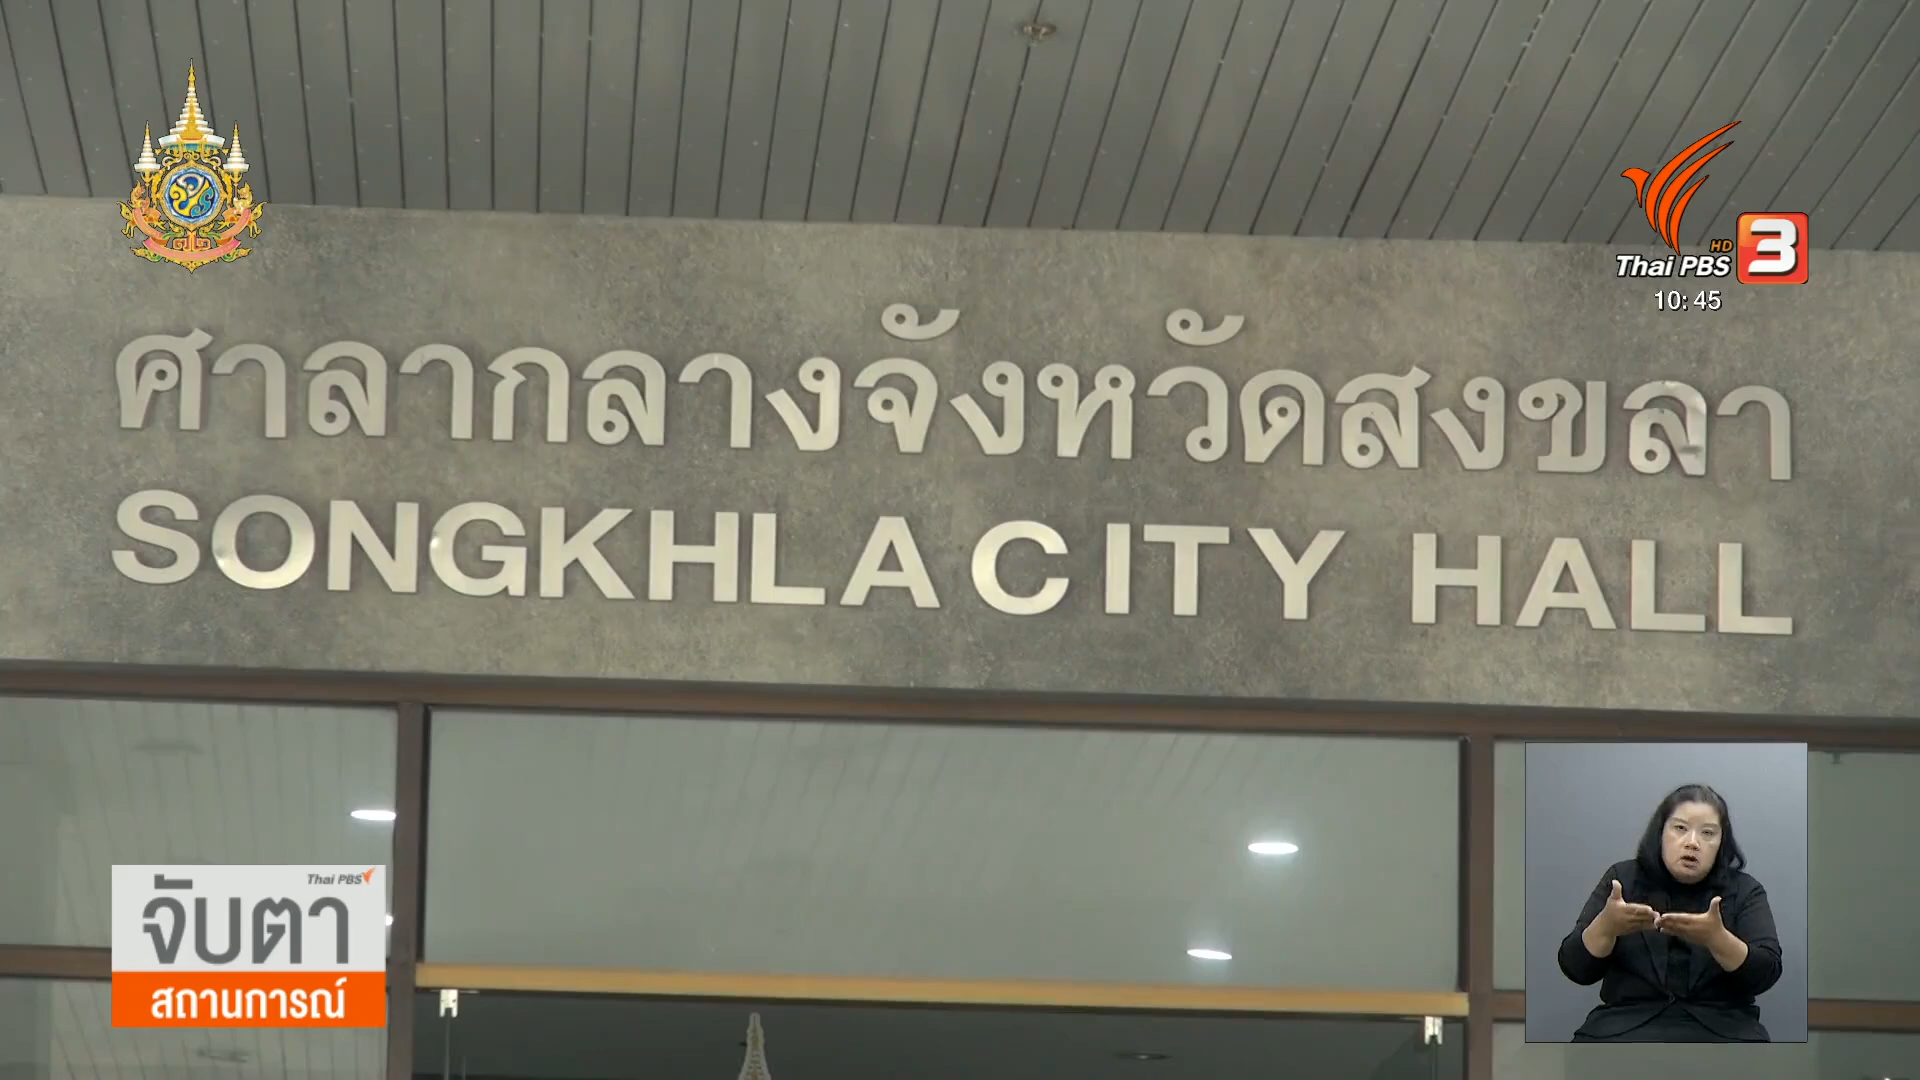 ๗๒
HD
Thai PBS 3
10:45
ศาลากลางจังหวัดสงขลา
SONGKHLA CITY HALL
Thai PBS
จับตา
สถานการณ์